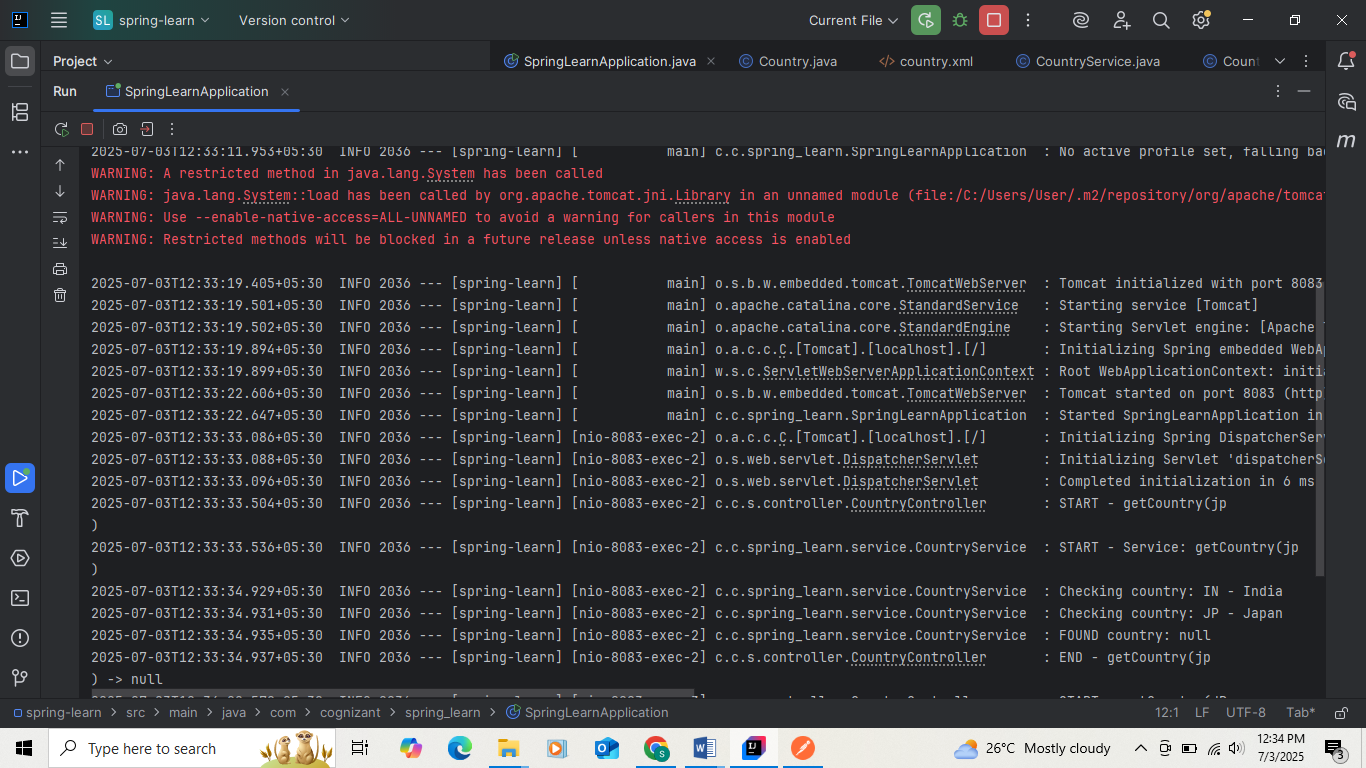 SL spring-learn Version control Current File
Project SpringLearnApplication.java Country.java country.xml CountryService.java Count
Run SpringLearnApplication
2025-07-03T12:33:11.953+05:30 INFO 2036 --- [spring-learn] [ main] c.c.spring_learn.SpringLearnApplication : No active profile set, falling bac
WARNING: A restricted method in java.lang.System has been called
WARNING: java.lang.System::load has been called by org.apache.tomcat.jni.Library in an unnamed module (file:/C:/Users/User/.m2/repository/org/apache/tomcat
WARNING: Use --enable-native-access=ALL-UNNAMED to avoid a warning for callers in this module
WARNING: Restricted methods will be blocked in a future release unless native access is enabled
2025-07-03T12:33:19.405+05:30 INFO 2036 --- [spring-learn] [ main] o.s.b.w.embedded.tomcat.TomcatWebServer : Tomcat initialized with port 8083
2025-07-03T12:33:19.501+05:30 INFO 2036 --- [spring-learn] [ main] o.apache.catalina.core.StandardService : Starting service [Tomcat]
2025-07-03T12:33:19.502+05:30 INFO 2036 --- [spring-learn] [ main] o.apache.catalina.core.StandardEngine : Starting Servlet engine: [Apache T
2025-07-03T12:33:19.894+05:30 INFO 2036 --- [spring-learn] [ main] o.a.c.c.C.[Tomcat].[localhost].[/] : Initializing Spring embedded WebAp
2025-07-03T12:33:19.899+05:30 INFO 2036 --- [spring-learn] [ main] w.s.c.ServletWebServerApplicationContext : Root WebApplicationContext: initia
2025-07-03T12:33:22.606+05:30 INFO 2036 --- [spring-learn] [ main] o.s.b.w.embedded.tomcat.TomcatWebServer : Tomcat started on port 8083 (http
2025-07-03T12:33:22.647+05:30 INFO 2036 --- [spring-learn] [ main] c.c.spring_learn.SpringLearnApplication : Started SpringLearnApplication in
2025-07-03T12:33:33.086+05:30 INFO 2036 --- [spring-learn] [nio-8083-exec-2] o.a.c.c.C.[Tomcat].[localhost].[/] : Initializing Spring DispatcherSer
2025-07-03T12:33:33.088+05:30 INFO 2036 --- [spring-learn] [nio-8083-exec-2] o.s.web.servlet.DispatcherServlet : Initializing Servlet 'dispatcherSe
2025-07-03T12:33:33.096+05:30 INFO 2036 --- [spring-learn] [nio-8083-exec-2] o.s.web.servlet.DispatcherServlet : Completed initialization in 6 ms
2025-07-03T12:33:33.504+05:30 INFO 2036 --- [spring-learn] [nio-8083-exec-2] c.c.s.controller.CountryController : START - getCountry(jp
)
2025-07-03T12:33:33.536+05:30 INFO 2036 --- [spring-learn] [nio-8083-exec-2] c.c.spring_learn.service.CountryService : START - Service: getCountry(jp
)
2025-07-03T12:33:34.929+05:30 INFO 2036 --- [spring-learn] [nio-8083-exec-2] c.c.spring_learn.service.CountryService : Checking country: IN - India
2025-07-03T12:33:34.931+05:30 INFO 2036 --- [spring-learn] [nio-8083-exec-2] c.c.spring_learn.service.CountryService : Checking country: JP - Japan
2025-07-03T12:33:34.935+05:30 INFO 2036 --- [spring-learn] [nio-8083-exec-2] c.c.spring_learn.service.CountryService : FOUND country: null
2025-07-03T12:33:34.937+05:30 INFO 2036 --- [spring-learn] [nio-8083-exec-2] c.c.s.controller.CountryController : END - getCountry(jp
) -> null
spring-learn > src > main > java > com > cognizant > spring_learn > SpringLearnApplication 12:1 LF UTF-8 Tab*
Type here to search 26°C Mostly cloudy 12:34 PM
7/3/2025 3